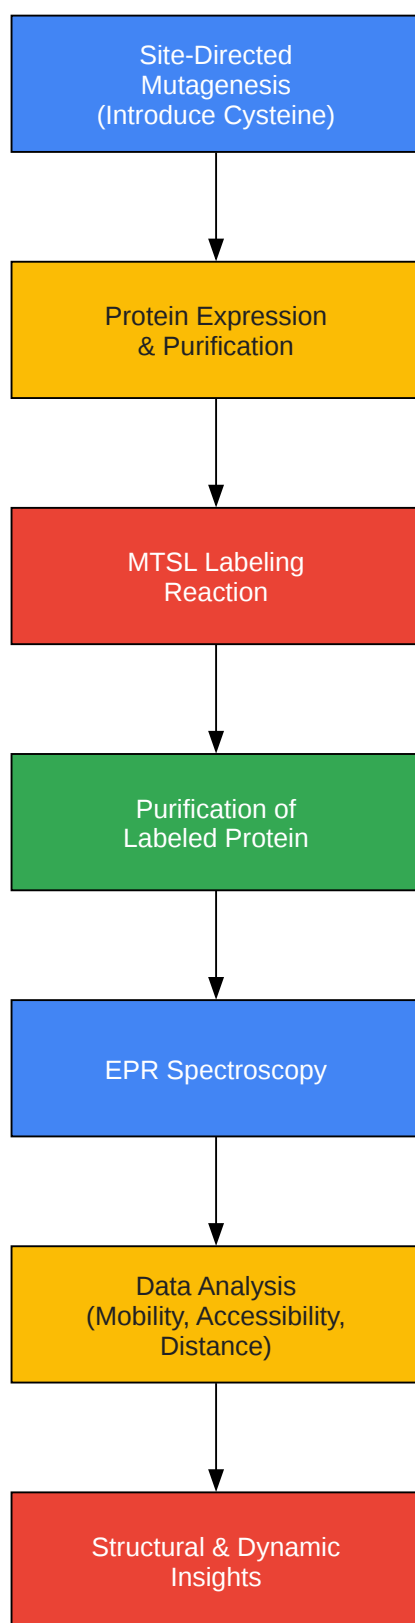 Site-Directed
Mutagenesis
(Introduce Cysteine)
Protein Expression
& Purification
MTSL Labeling
Reaction
Purification of
Labeled Protein
EPR Spectroscopy
Data Analysis
(Mobility, Accessibility,
Distance)
Structural & Dynamic
Insights